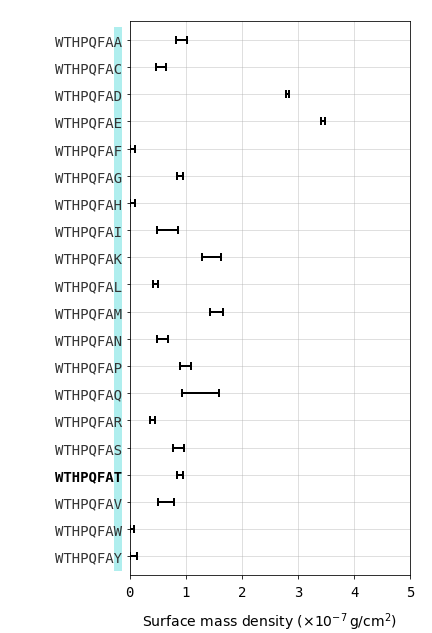 WTHPQFAA
WTHPQFAC
WTHPQFAD
WTHPQFAE
WTHPQFAF
WTHPQFAG
WTHPQFAH
WTHPQFAI
WTHPQFAK
WTHPQFAL
WTHPQFAM
WTHPQFAN
WTHPQFAP
WTHPQFAQ
WTHPQFAR
WTHPQFAS
WTHPQFAT
WTHPQFAV
WTHPQFAW
WTHPQFAY
0 1 2 3 4 5
Surface mass density (×10⁻⁷ g/cm²)